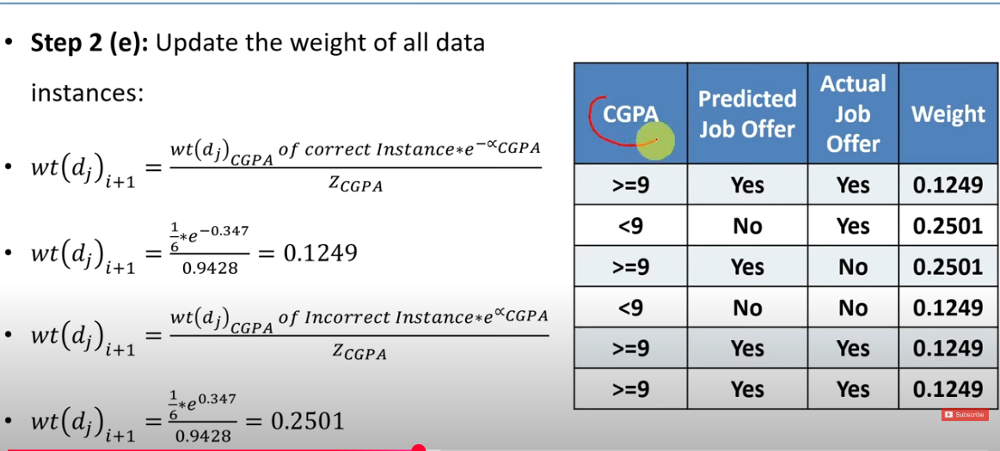 • Step 2 (e): Update the weight of all data
instances:
• wt(d_j)_{i+1} = \frac{wt(d_j)_{CGPA} of correct Instance*e^{-∝CGPA}}{Z_{CGPA}}
• wt(d_j)_{i+1} = \frac{\frac{1}{6}*e^{-0.347}}{0.9428} = 0.1249
• wt(d_j)_{i+1} = \frac{wt(d_j)_{CGPA} of Incorrect Instance*e^{∝CGPA}}{Z_{CGPA}}
• wt(d_j)_{i+1} = \frac{\frac{1}{6}*e^{0.347}}{0.9428} = 0.2501
CGPA Predicted Job Offer Actual Job Offer Weight
>=9 Yes Yes 0.1249
<9 No Yes 0.2501
>=9 Yes No 0.2501
<9 No No 0.1249
>=9 Yes Yes 0.1249
>=9 Yes Yes 0.1249
Subscribe